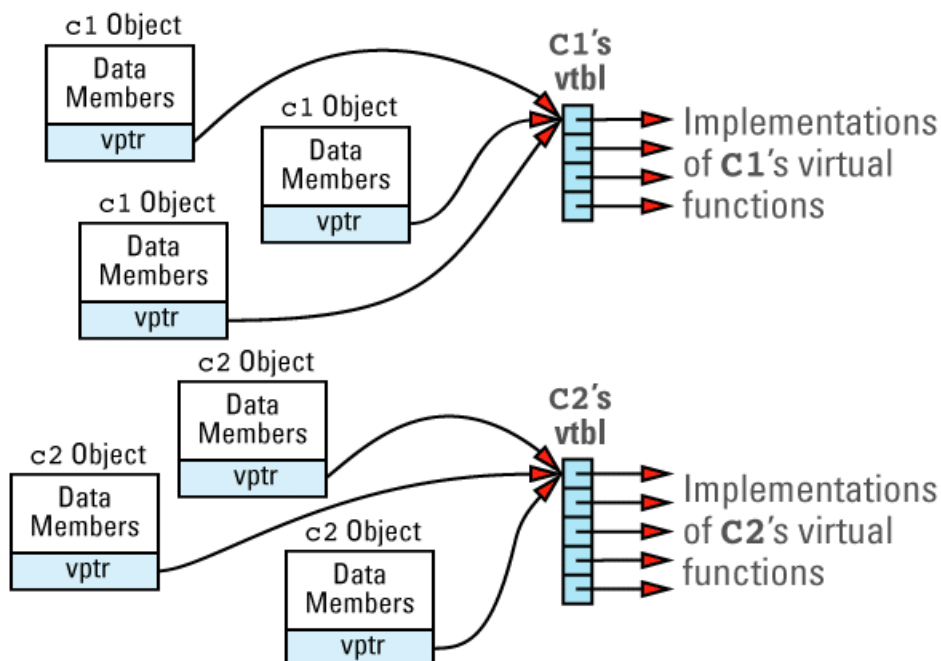 c1 Object
Data
Members
vptr
c1 Object
Data
Members
vptr
c1 Object
Data
Members
vptr
C1's
vtbl
Implementations
of C1's virtual
functions
c2 Object
Data
Members
vptr
c2 Object
Data
Members
vptr
c2 Object
Data
Members
vptr
C2's
vtbl
Implementations
of C2's virtual
functions